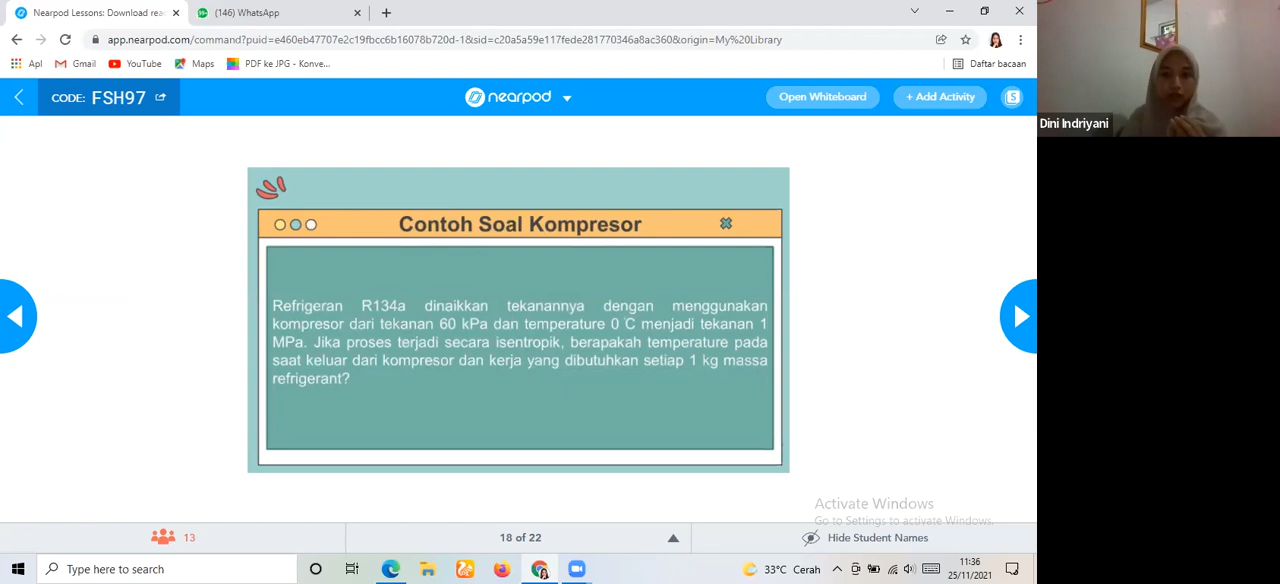 Nearpod Lessons: Download rea
(146) WhatsApp
app.nearpod.com/command?puid=e460eb47707e2c19fbcc6b16078b720d-1&sid=c20a5a59e117fede281770346a8ac360&origin=My%20Library
Apl
Gmail
YouTube
Maps
PDF ke JPG - Konve...
Daftar bacaan
CODE: FSH97
nearpod
Open Whiteboard
+ Add Activity
S
Dini Indriyani
Contoh Soal Kompresor
Refrigeran R134a dinaikkan tekanannya dengan menggunakan
kompresor dari tekanan 60 kPa dan temperature 0 ̊C menjadi tekanan 1
MPa. Jika proses terjadi secara isentropik, berapakah temperature pada
saat keluar dari kompresor dan kerja yang dibutuhkan setiap 1 kg massa
refrigerant?
Activate Windows
Go to Settings to activate Windows.
13
18 of 22
Hide Student Names
Type here to search
33°C Cerah
11:36
25/11/2021